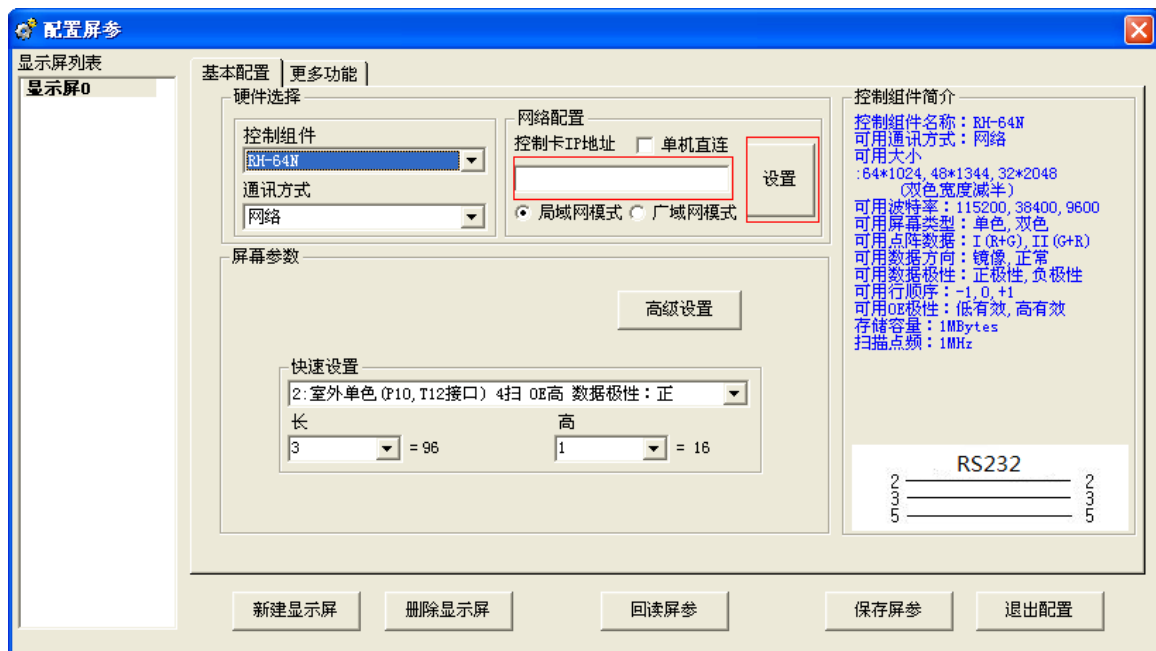 配置屏参
显示屏列表
显示屏0
基本配置
更多功能
硬件选择
控制组件
RH-64N
通讯方式
网络
网络配置
控制卡IP地址
单机直连
设置
局域网模式
广域网模式
屏幕参数
高级设置
快速设置
2:室外单色(P10,T12接口) 4扫 OE高 数据极性：正
长
高
3
= 96
1
= 16
控制组件简介
控制组件名称：RH-64N
可用通讯方式：网络
可用大小
:64*1024,48*1344,32*2048
(双色宽度减半)
可用波特率：115200,38400,9600
可用屏幕类型：单色,双色
可用点阵数据：I(R+G),II(G+R)
可用数据方向：镜像,正常
可用数据极性：正极性,负极性
可用行顺序：-1,0,+1
可用OE极性：低有效,高有效
存储容量：1MBytes
扫描点频：1MHz
RS232
2 2
3 3
5 5
新建显示屏
删除显示屏
回读屏参
保存屏参
退出配置